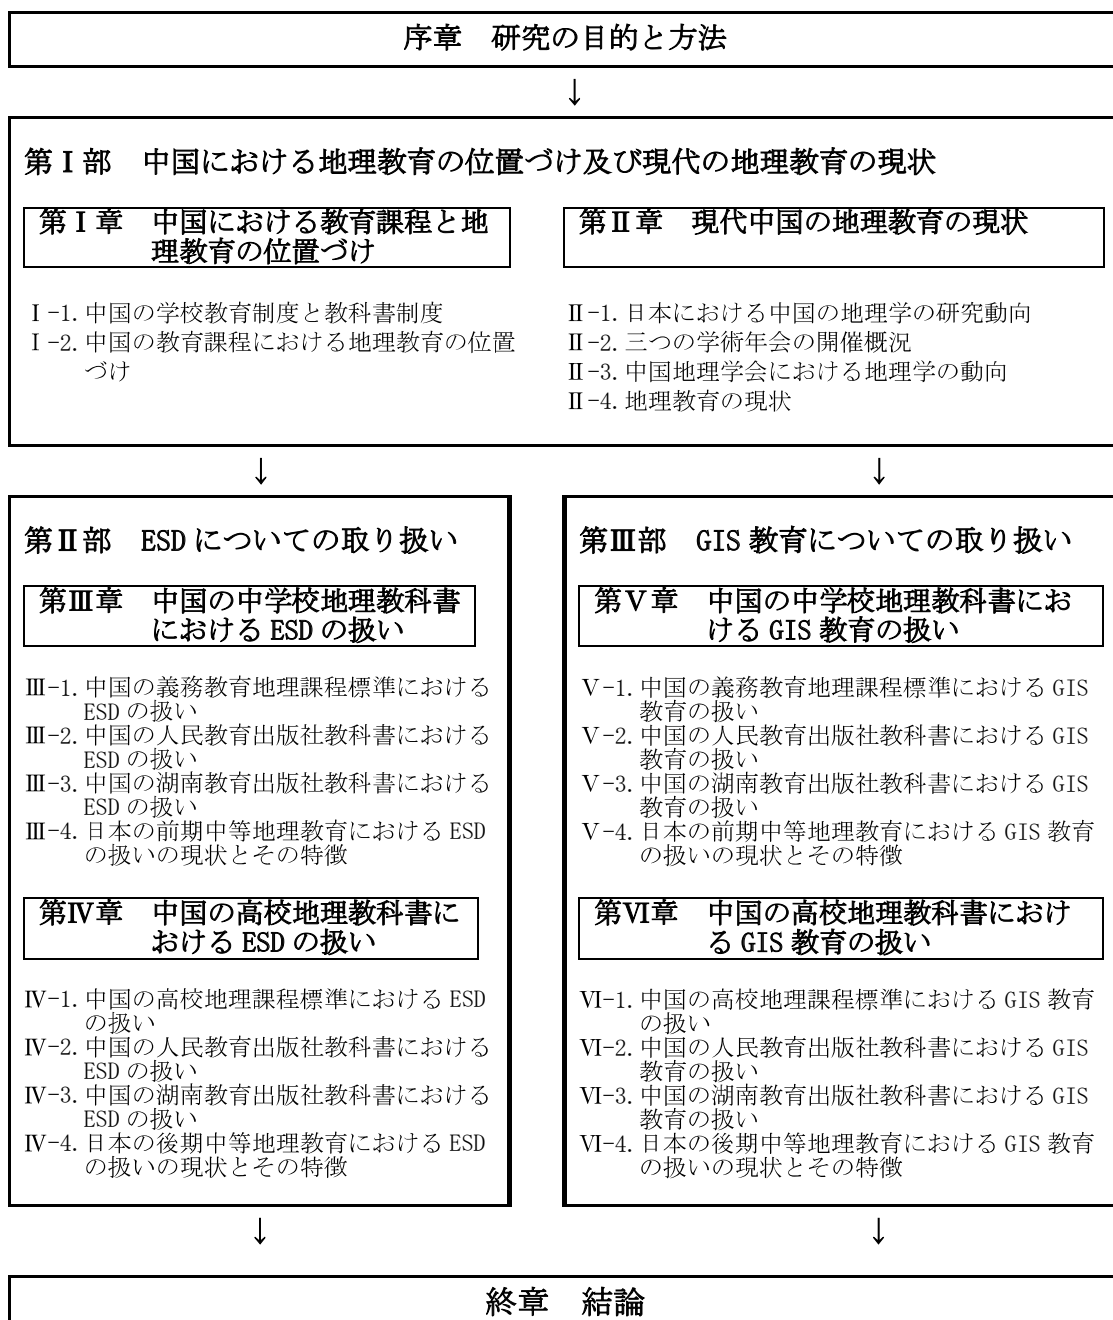 序章　研究の目的と方法
↓
第Ⅰ部　中国における地理教育の位置づけ及び現代の地理教育の現状
第Ⅰ章　中国における教育課程と地
理教育の位置づけ
Ⅰ-1. 中国の学校教育制度と教科書制度
Ⅰ-2. 中国の教育課程における地理教育の位置
づけ
第Ⅱ章　現代中国の地理教育の現状
Ⅱ-1. 日本における中国の地理学の研究動向
Ⅱ-2. 三つの学術年会の開催概況
Ⅱ-3. 中国地理学会における地理学の動向
Ⅱ-4. 地理教育の現状
↓
↓
第Ⅱ部　ESD についての取り扱い
第Ⅲ章　中国の中学校地理教科書
における ESD の扱い
Ⅲ-1. 中国の義務教育地理課程標準における
ESD の扱い
Ⅲ-2. 中国の人民教育出版社教科書における
ESD の扱い
Ⅲ-3. 中国の湖南教育出版社教科書における
ESD の扱い
Ⅲ-4. 日本の前期中等地理教育における ESD
の扱いの現状とその特徴
第Ⅳ章　中国の高校地理教科書に
おける ESD の扱い
Ⅳ-1. 中国の高校地理課程標準における ESD
の扱い
Ⅳ-2. 中国の人民教育出版社教科書における
ESD の扱い
Ⅳ-3. 中国の湖南教育出版社教科書における
ESD の扱い
Ⅳ-4. 日本の後期中等地理教育における ESD
の扱いの現状とその特徴
第Ⅲ部　GIS 教育についての取り扱い
第Ⅴ章　中国の中学校地理教科書にお
ける GIS 教育の扱い
Ⅴ-1. 中国の義務教育地理課程標準における GIS
教育の扱い
Ⅴ-2. 中国の人民教育出版社教科書における GIS
教育の扱い
Ⅴ-3. 中国の湖南教育出版社教科書における GIS
教育の扱い
Ⅴ-4. 日本の前期中等地理教育における GIS 教育
の扱いの現状とその特徴
第Ⅵ章　中国の高校地理教科書におけ
る GIS 教育の扱い
Ⅵ-1. 中国の高校地理課程標準における GIS 教育
の扱い
Ⅵ-2. 中国の人民教育出版社教科書における GIS
教育の扱い
Ⅵ-3. 中国の湖南教育出版社教科書における GIS
教育の扱い
Ⅵ-4. 日本の後期中等地理教育における GIS 教育
の扱いの現状とその特徴
↓
↓
終章　結論